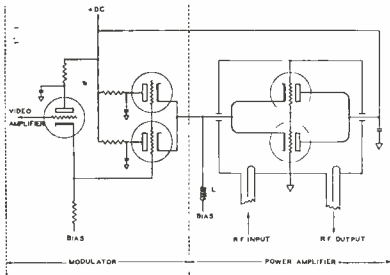 +DC
VIDEO
AMPLIFIER
L
BIAS
BIAS
RF INPUT
RF OUTPUT
MODULATOR
POWER AMPLIFIER